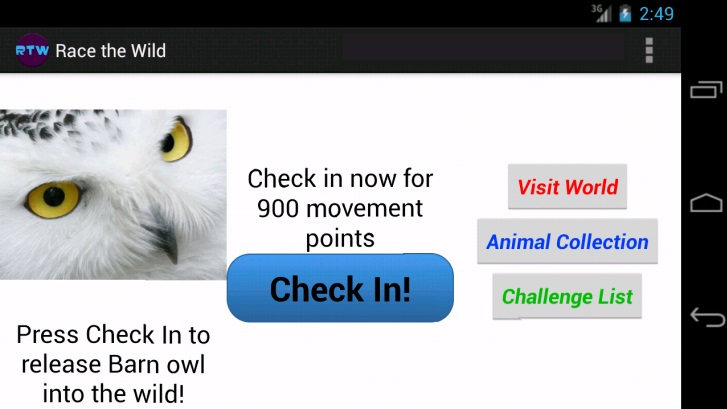 3G 2:49
RTW Race the Wild
Check in now for
900 movement
points
Check In!
Press Check In to
release Barn owl
into the wild!
Visit World
Animal Collection
Challenge List